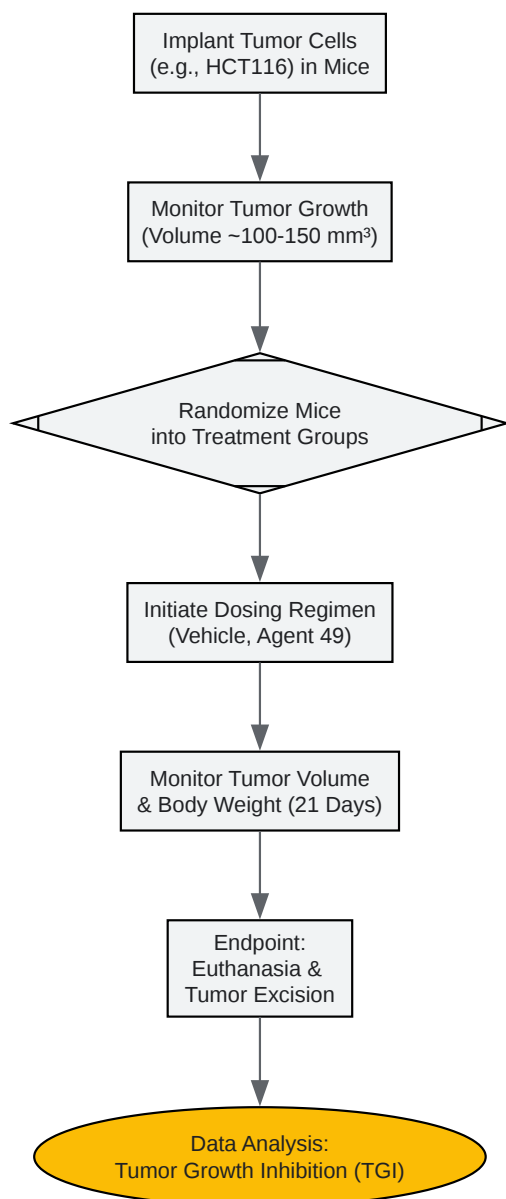 Implant Tumor Cells
(e.g., HCT116) in Mice
Monitor Tumor Growth
(Volume ~100-150 mm³)
Randomize Mice
into Treatment Groups
Initiate Dosing Regimen
(Vehicle, Agent 49)
Monitor Tumor Volume
& Body Weight (21 Days)
Endpoint:
Euthanasia &
Tumor Excision
Data Analysis:
Tumor Growth Inhibition (TGI)